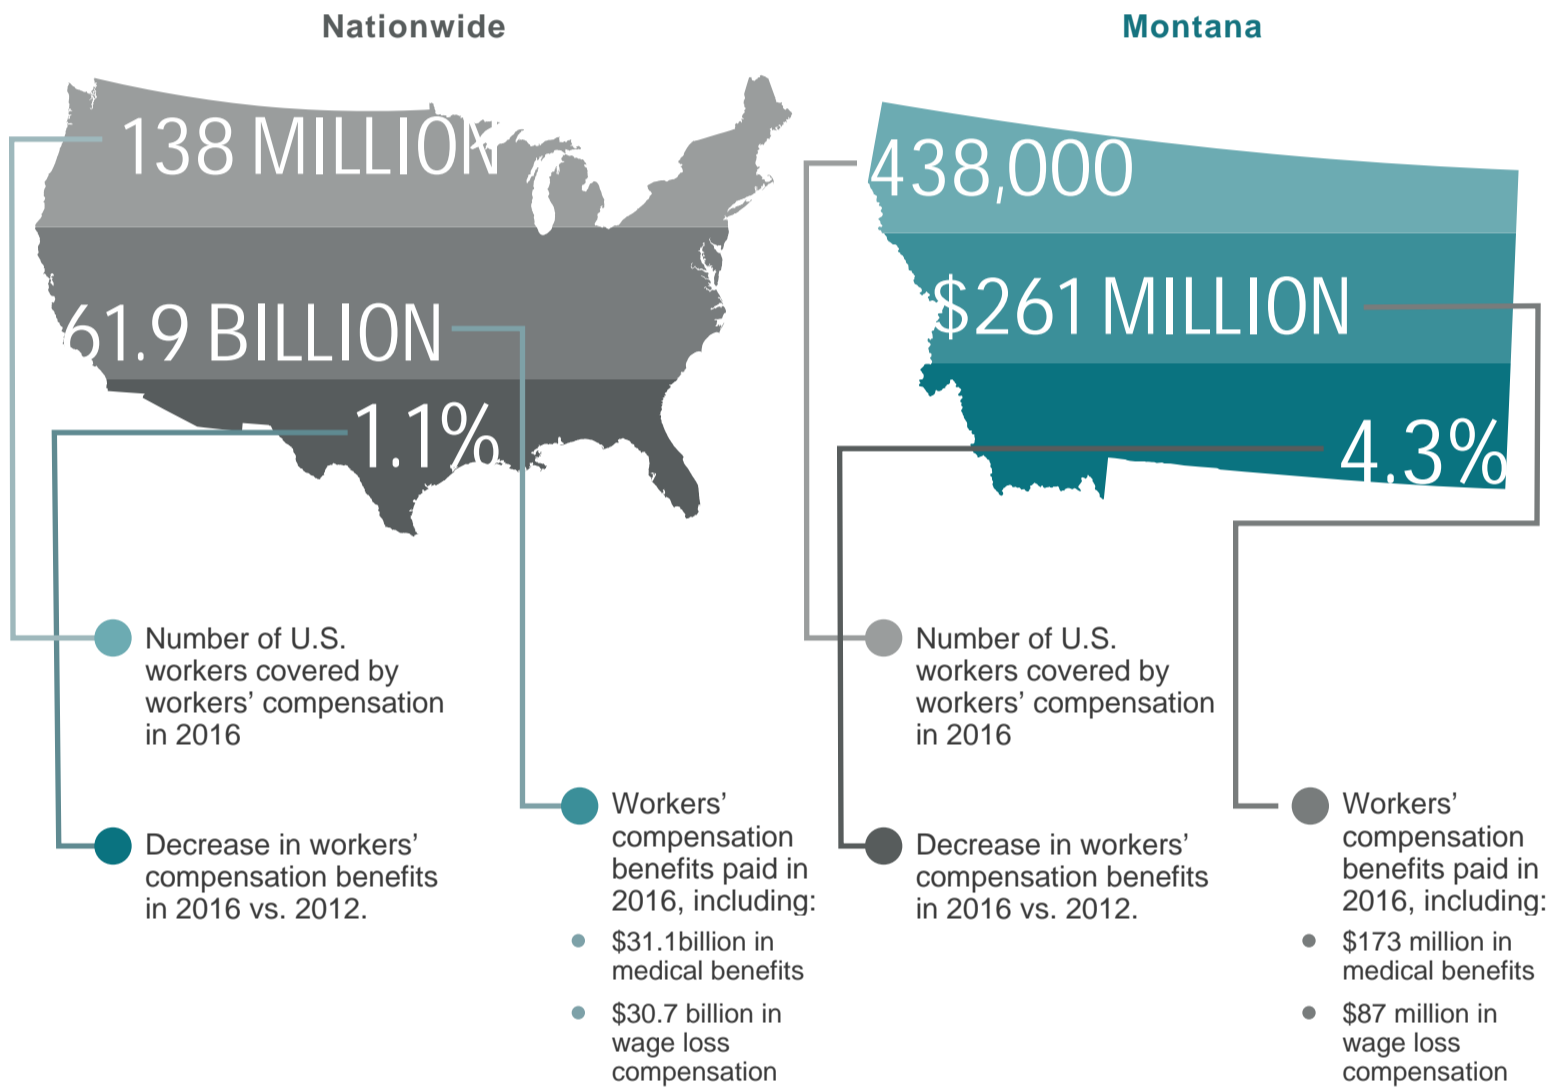 Nationwide
138 MILLION
61.9 BILLION
1.1%
Number of U.S.
workers covered by
workers’ compensation
in 2016
Decrease in workers’
compensation benefits
in 2016 vs. 2012.
Workers’
compensation
benefits paid in
2016, including:
• $31.1billion in
medical benefits
• $30.7 billion in
wage loss
compensation
Montana
438,000
$261 MILLION
4.3%
Number of U.S.
workers covered by
workers’ compensation
in 2016
Decrease in workers’
compensation benefits
in 2016 vs. 2012.
Workers’
compensation
benefits paid in
2016, including:
• $173 million in
medical benefits
• $87 million in
wage loss
compensation